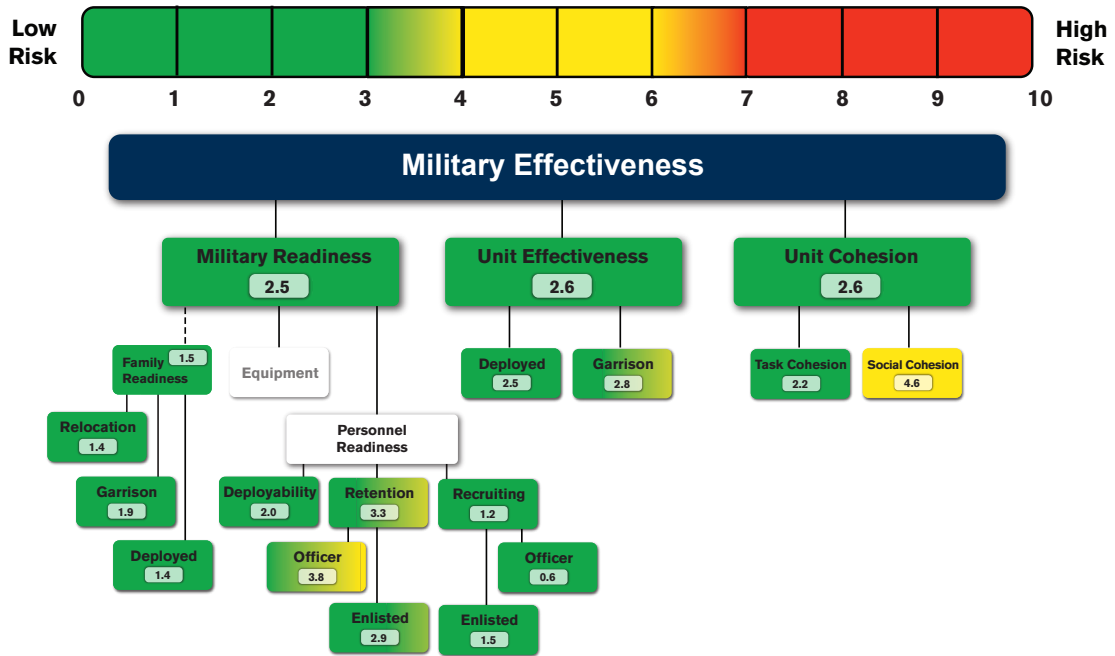 Low
Risk
High
Risk
0 1 2 3 4 5 6 7 8 9 10
Military Effectiveness
Military Readiness
2.5
Unit Effectiveness
2.6
Unit Cohesion
2.6
Family
Readiness
1.5
Equipment
Deployed
2.5
Garrison
2.8
Task Cohesion
2.2
Social Cohesion
4.6
Relocation
1.4
Garrison
1.9
Deployed
1.4
Personnel
Readiness
Deployability
2.0
Retention
3.3
Recruiting
1.2
Officer
3.8
Enlisted
2.9
Officer
0.6
Enlisted
1.5